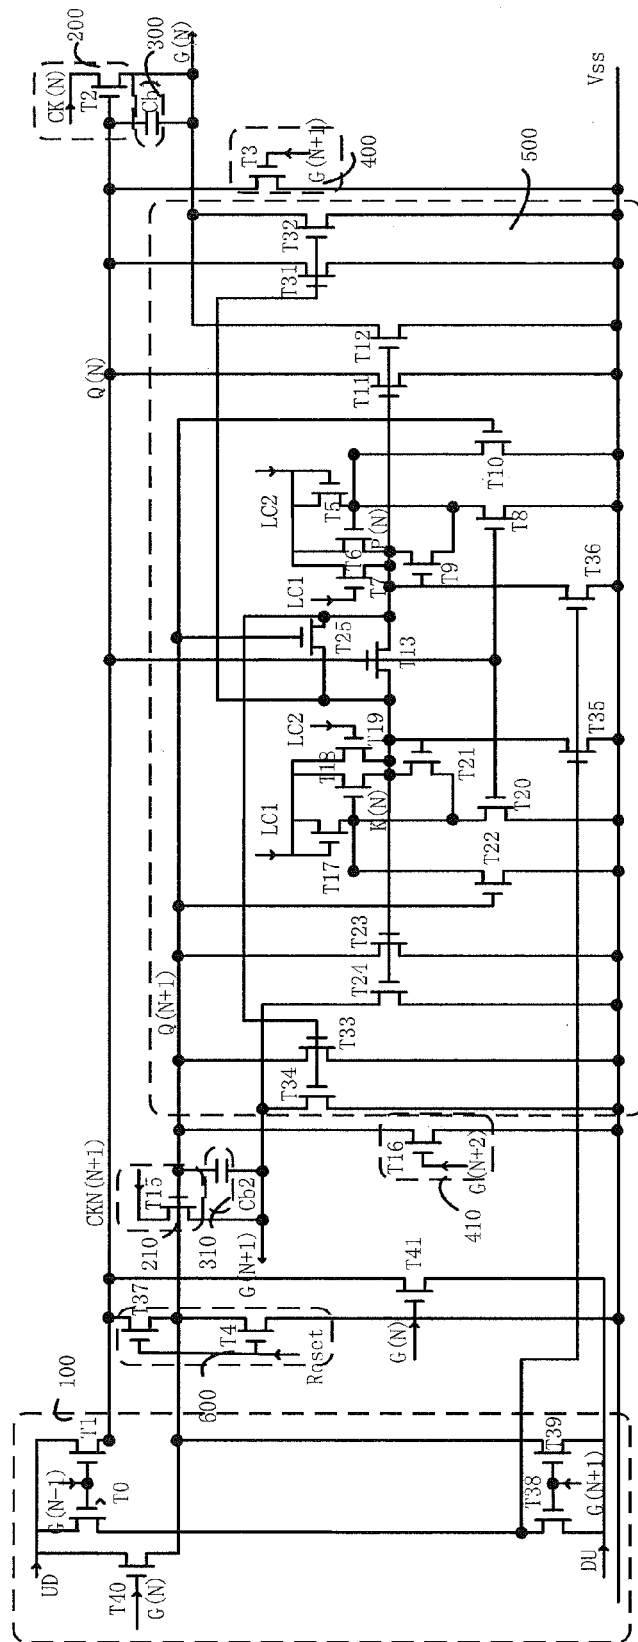 200
300
CK(N)
T2
Cb
G(N)
T3
G(N+1)
400
500
Vss
Q(N)
T32
T31
T12
T11
T10
LC2
T5
T6
P(N)
T7
T8
T9
LC1
T25
T13
T36
T35
LC2
T19
T18
T21
K(N)
T20
LC1
T17
T22
Q(N+1)
T23
T24
T33
T34
CKN(N+1)
T15
210
310
Cb2
G(N+1)
T16
G(N+2)
410
T37
T4
600
Reset
T41
G(N)
100
T1
G(N-1)
T0
UD
T40
G(N)
T39
T38
G(N+1)
DU